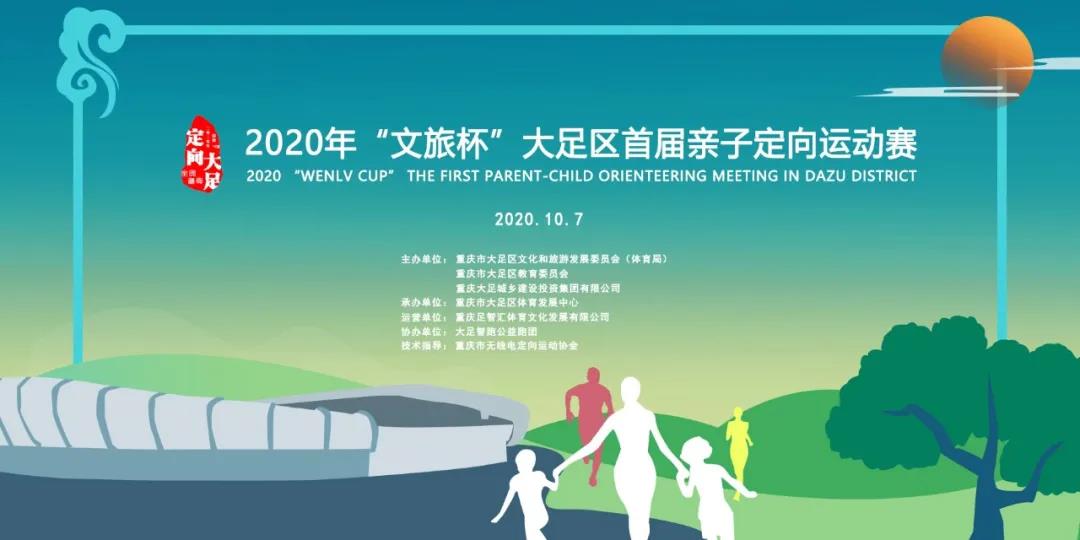 定向
大足
2020年“文旅杯”大足区首届亲子定向运动赛
2020 “WENLV CUP” THE FIRST PARENT-CHILD ORIENTEERING MEETING IN DAZU DISTRICT
2020.10.7
主办单位：重庆市大足区文化和旅游发展委员会（体育局）
重庆市大足区教育委员会
重庆大足城乡建设投资集团有限公司
承办单位：重庆市大足区体育发展中心
运营单位：重庆足智汇体育文化发展有限公司
协办单位：大足智跑公益跑团
技术指导：重庆市无线电定向运动协会